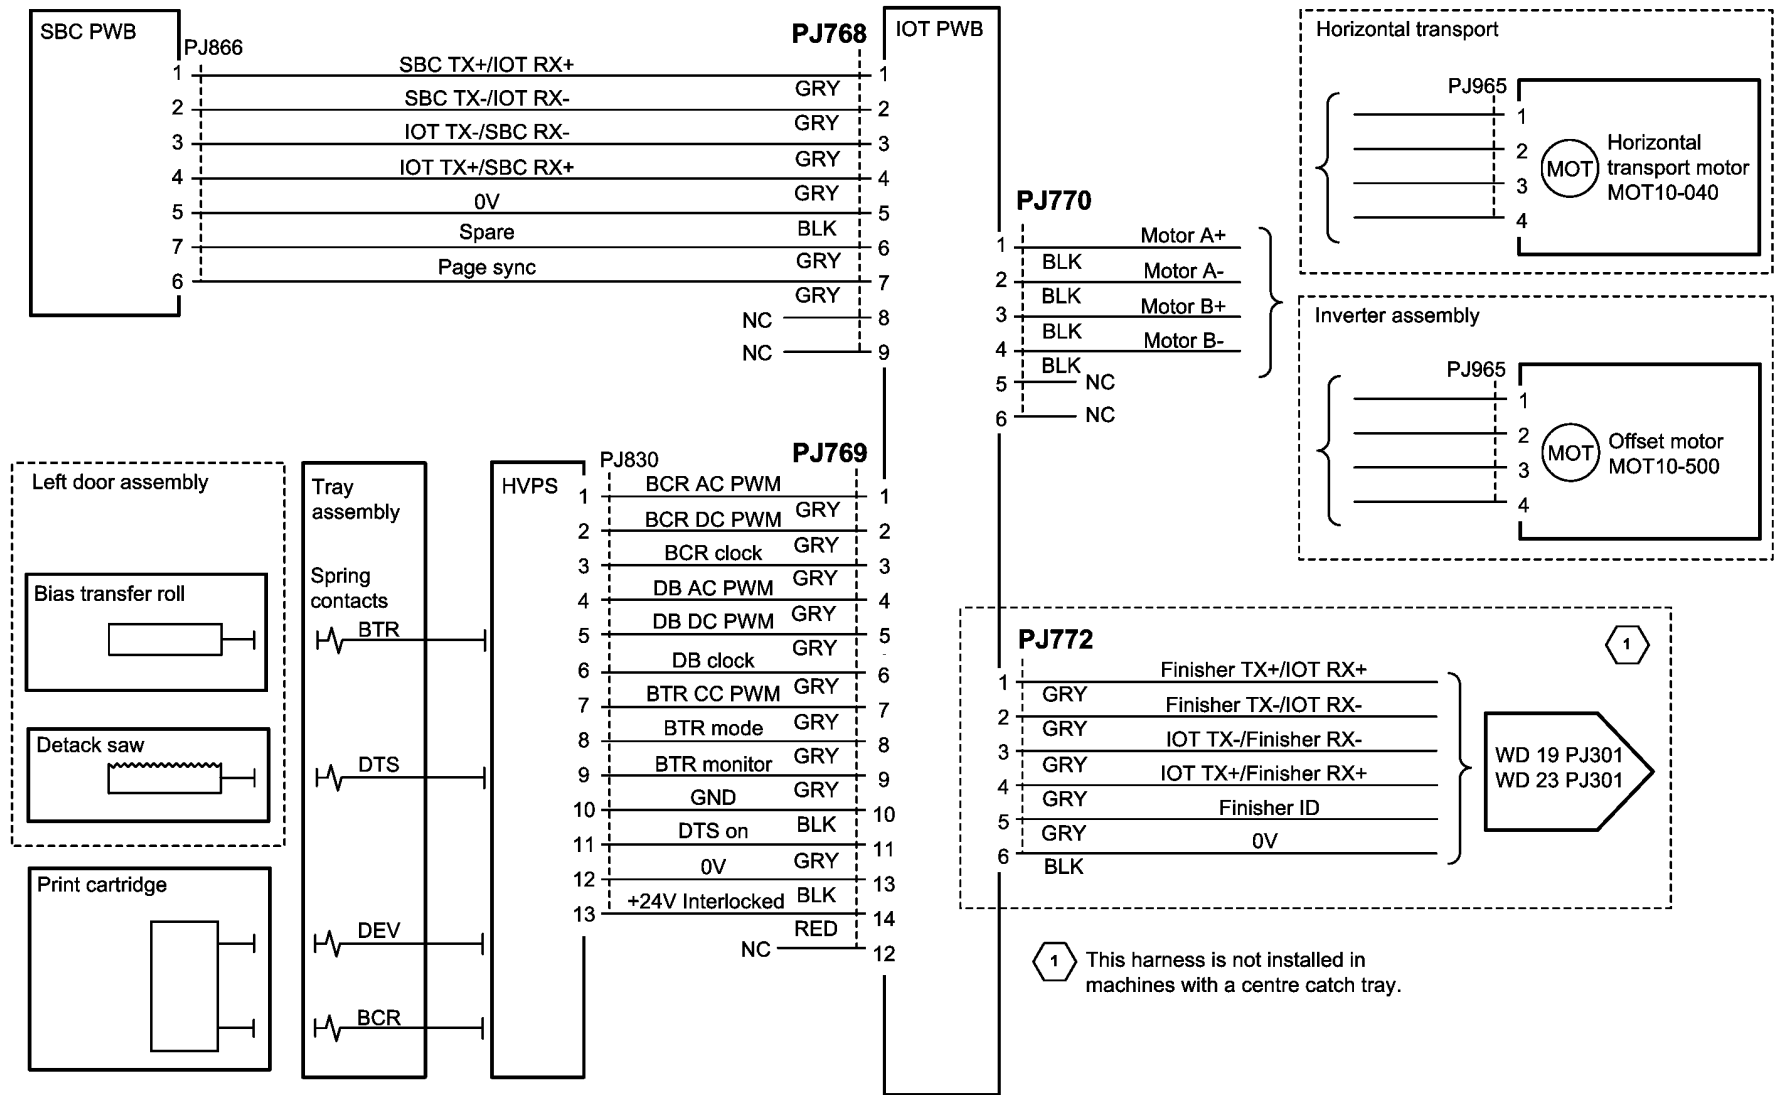 SBC PWB
PJ866
PJ768
IOT PWB
1 SBC TX+/IOT RX+ GRY 1
2 SBC TX-/IOT RX- GRY 2
3 IOT TX-/SBC RX- GRY 3
4 IOT TX+/SBC RX+ GRY 4
5 0V BLK 5
7 Spare GRY 6
6 Page sync GRY 7
NC 8
NC 9
PJ770
1 Motor A+ BLK
2 Motor A- BLK
3 Motor B+ BLK
4 Motor B- BLK
5 NC
6 NC
Horizontal transport
PJ965
1
2
3
4
MOT
Horizontal
transport motor
MOT10-040
Inverter assembly
PJ965
1
2
3
4
MOT
Offset motor
MOT10-500
Left door assembly
Bias transfer roll
Detack saw
Print cartridge
Tray
assembly
Spring
contacts
BTR
DTS
DEV
BCR
HVPS
PJ830
PJ769
1 BCR AC PWM GRY 1
2 BCR DC PWM GRY 2
3 BCR clock GRY 3
4 DB AC PWM GRY 4
5 DB DC PWM GRY 5
6 DB clock GRY 6
7 BTR CC PWM GRY 7
8 BTR mode GRY 8
9 BTR monitor GRY 9
10 GND BLK 10
11 DTS on GRY 11
12 0V BLK 13
13 +24V Interlocked RED 14
NC 12
PJ772
1
1 Finisher TX+/IOT RX+ GRY
2 Finisher TX-/IOT RX- GRY
3 IOT TX-/Finisher RX- GRY
4 IOT TX+/Finisher RX+ GRY
5 Finisher ID GRY
6 0V BLK
WD 19 PJ301
WD 23 PJ301
1 This harness is not installed in
machines with a centre catch tray.